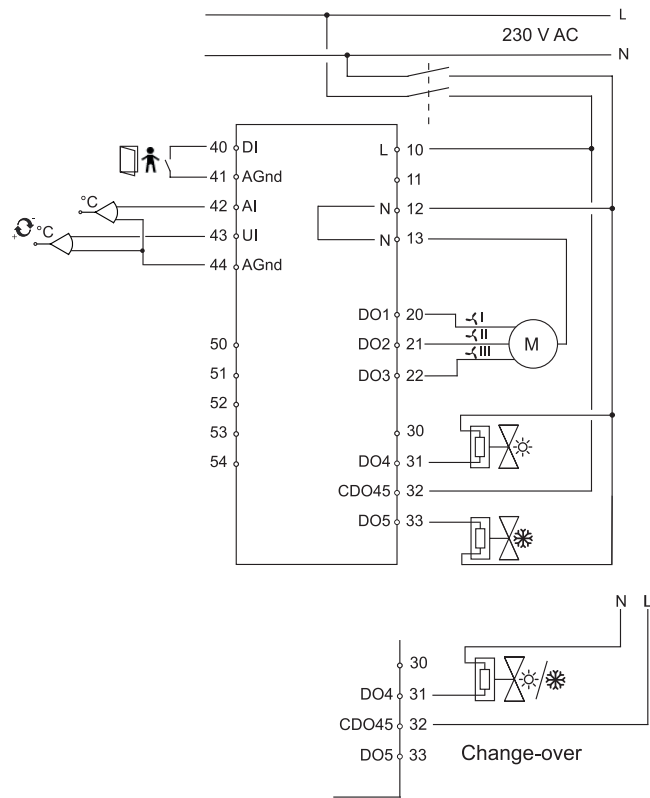 L
230 V AC
N
40 DI
L 10
41 AGnd
11
°C
42 AI
N 12
- °C +
43 UI
N 13
44 AGnd
DO1 20 I
DO2 21 II M
50
DO3 22 III
51
52
30
53
DO4 31
54
CDO45 32
DO5 33
N L
30
DO4 31
CDO45 32
DO5 33 Change-over